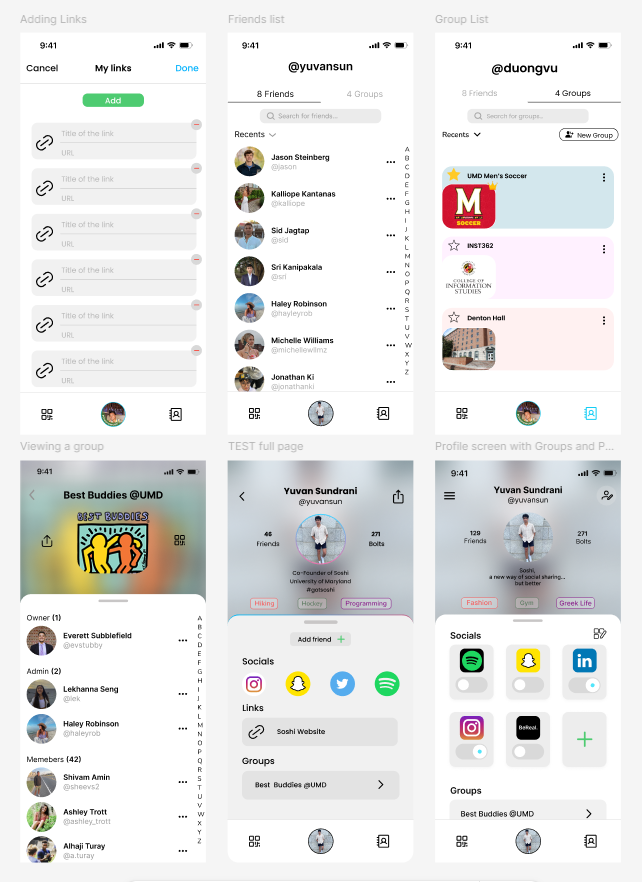 Adding Links
9:41
Cancel
My links
Done
Add
Title of the link
URL
Title of the link
URL
Title of the link
URL
Title of the link
URL
Title of the link
URL
Title of the link
URL
Friends list
9:41
@yuvansun
8 Friends
4 Groups
Search for friends...
Recents
Jason Steinberg
@jason
Kalliope Kantanas
@kalliope
Sid Jagtap
@sid
Sri Kanipakala
@sri
Haley Robinson
@hayleyrob
Michelle Williams
@michellewilmz
Jonathan Ki
@jonathanki
A
B
C
D
E
F
G
H
I
J
K
L
M
N
O
P
Q
R
S
T
U
V
W
X
Y
Z
Group List
9:41
@duongvu
8 Friends
4 Groups
Search for groups..
Recents
New Group
UMD Men's Soccer
M
SOCCER
INST362
COLLEGE OF
INFORMATION
STUDIES
Denton Hall
Viewing a group
9:41
Best Buddies @UMD
BEST BUDDIES
Owner (1)
Everett Subblefield
@evstubby
Admin (2)
Lekhanna Seng
@lek
Haley Robinson
@haleyrob
Memebers (42)
Shivam Amin
@sheevs2
Ashley Trott
@ashley_trott
Alhaji Turay
@a.turay
A
B
C
D
E
F
G
H
I
J
K
L
M
N
O
P
Q
R
S
T
U
V
W
X
Y
Z
TEST full page
9:41
Yuvan Sundrani
@yuvansun
46
Friends
271
Bolts
Co-Founder of Soshi
University of Maryland
#gotsoshi
Hiking
Hockey
Programming
Add friend +
Socials
Links
Soshi Website
Groups
Best Buddies @UMD
Profile screen with Groups and P...
9:41
Yuvan Sundrani
@yuvansun
129
Friends
271
Bolts
Soshi,
a new way of social sharing...
but better
Fashion
Gym
Greek Life
Socials
in
BeReal.
Groups
Best Buddies @UMD